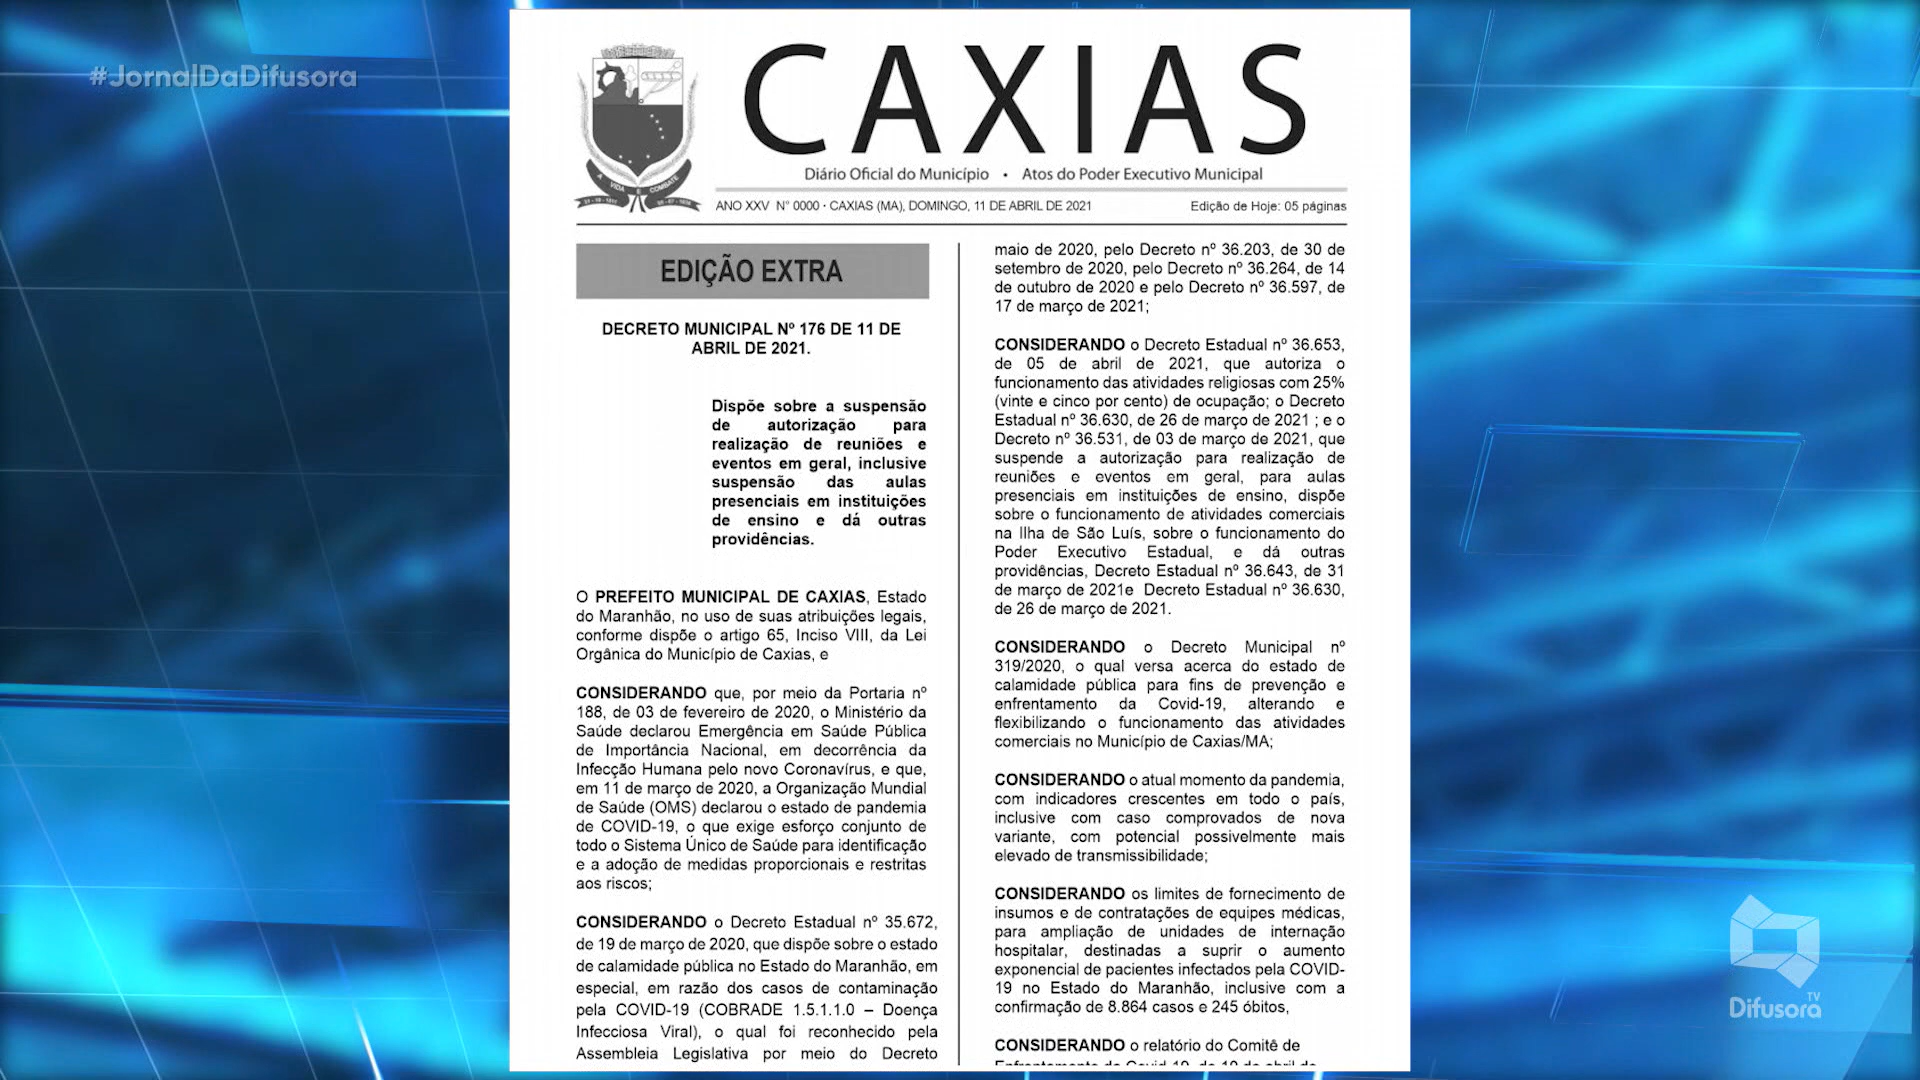 #JornalDaDifusora
CAXIAS
Diário Oficial do Município • Atos do Poder Executivo Municipal
ANO XXV N° 0000 · CAXIAS (MA), DOMINGO, 11 DE ABRIL DE 2021
Edição de Hoje: 05 páginas
A VIDA E COMBATE
EDIÇÃO EXTRA
DECRETO MUNICIPAL Nº 176 DE 11 DE
ABRIL DE 2021.
Dispõe sobre a suspensão
de autorização para
realização de reuniões e
eventos em geral, inclusive
suspensão das aulas
presenciais em instituições
de ensino e dá outras
providências.
O PREFEITO MUNICIPAL DE CAXIAS, Estado
do Maranhão, no uso de suas atribuições legais,
conforme dispõe o artigo 65, Inciso VIII, da Lei
Orgânica do Município de Caxias, e
CONSIDERANDO que, por meio da Portaria nº
188, de 03 de fevereiro de 2020, o Ministério da
Saúde declarou Emergência em Saúde Pública
de Importância Nacional, em decorrência da
Infecção Humana pelo novo Coronavírus, e que,
em 11 de março de 2020, a Organização Mundial
de Saúde (OMS) declarou o estado de pandemia
de COVID-19, o que exige esforço conjunto de
todo o Sistema Único de Saúde para identificação
e a adoção de medidas proporcionais e restritas
aos riscos;
CONSIDERANDO o Decreto Estadual nº 35.672,
de 19 de março de 2020, que dispõe sobre o estado
de calamidade pública no Estado do Maranhão, em
especial, em razão dos casos de contaminação
pela COVID-19 (COBRADE 1.5.1.1.0 – Doença
Infecciosa Viral), o qual foi reconhecido pela
Assembleia Legislativa por meio do Decreto
maio de 2020, pelo Decreto nº 36.203, de 30 de
setembro de 2020, pelo Decreto nº 36.264, de 14
de outubro de 2020 e pelo Decreto nº 36.597, de
17 de março de 2021;
CONSIDERANDO o Decreto Estadual nº 36.653,
de 05 de abril de 2021, que autoriza o
funcionamento das atividades religiosas com 25%
(vinte e cinco por cento) de ocupação; o Decreto
Estadual nº 36.630, de 26 de março de 2021 ; e o
Decreto nº 36.531, de 03 de março de 2021, que
suspende a autorização para realização de
reuniões e eventos em geral, para aulas
presenciais em instituições de ensino, dispõe
sobre o funcionamento de atividades comerciais
na Ilha de São Luís, sobre o funcionamento do
Poder Executivo Estadual, e dá outras
providências, Decreto Estadual nº 36.643, de 31
de março de 2021e Decreto Estadual nº 36.630,
de 26 de março de 2021.
CONSIDERANDO o Decreto Municipal nº
319/2020, o qual versa acerca do estado de
calamidade pública para fins de prevenção e
enfrentamento da Covid-19, alterando e
flexibilizando o funcionamento das atividades
comerciais no Município de Caxias/MA;
CONSIDERANDO o atual momento da pandemia,
com indicadores crescentes em todo o país,
inclusive com caso comprovados de nova
variante, com potencial possivelmente mais
elevado de transmissibilidade;
CONSIDERANDO os limites de fornecimento de
insumos e de contratações de equipes médicas,
para ampliação de unidades de internação
hospitalar, destinadas a suprir o aumento
exponencial de pacientes infectados pela COVID-
19 no Estado do Maranhão, inclusive com a
confirmação de 8.864 casos e 245 óbitos,
CONSIDERANDO o relatório do Comitê de
Difusora TV